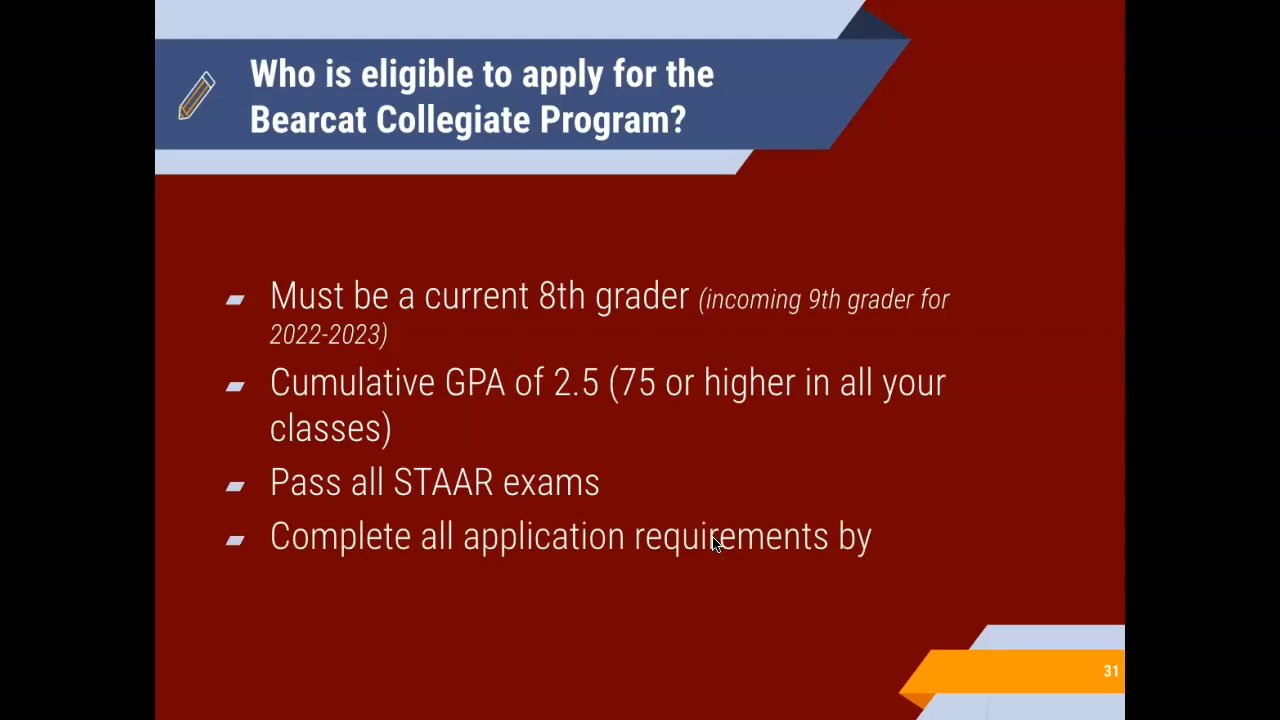 Who is eligible to apply for the
Bearcat Collegiate Program?
Must be a current 8th grader (incoming 9th grader for
2022-2023)
Cumulative GPA of 2.5 (75 or higher in all your
classes)
Pass all STAAR exams
Complete all application requirements by
31